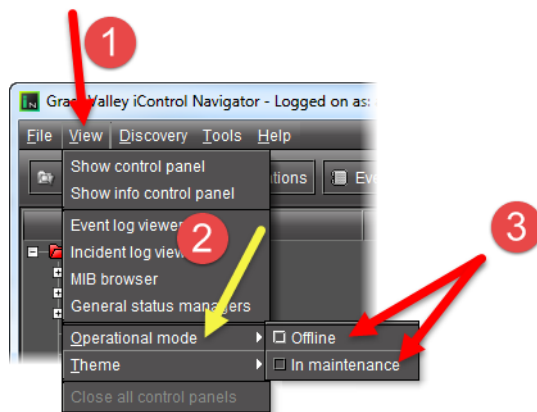 1
Grass Valley iControl Navigator - Logged on as:
File View Discovery Tools Help
Show control panel
Show info control panel
Event log viewer
2
3
Incident log viewer
MIB browser
General status managers
Operational mode
Offline
Theme
In maintenance
Close all control panels